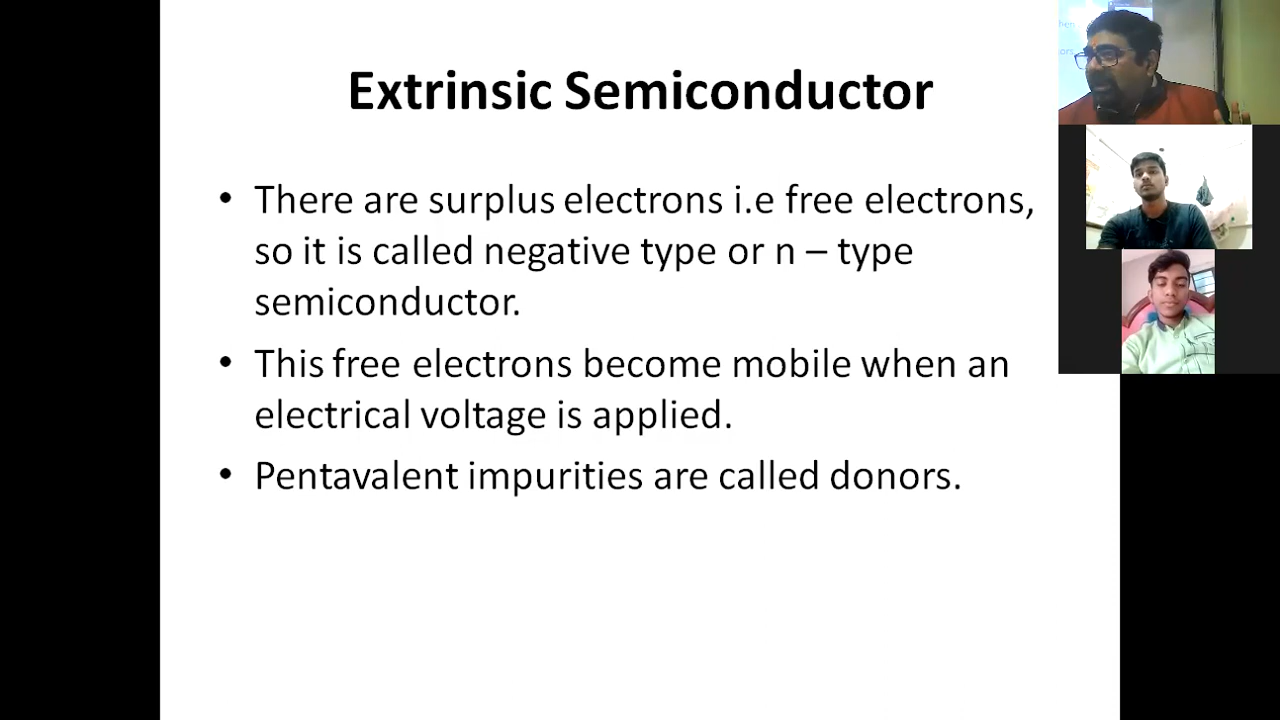 Extrinsic Semiconductor
• There are surplus electrons i.e free electrons,
so it is called negative type or n – type
semiconductor.
• This free electrons become mobile when an
electrical voltage is applied.
• Pentavalent impurities are called donors.